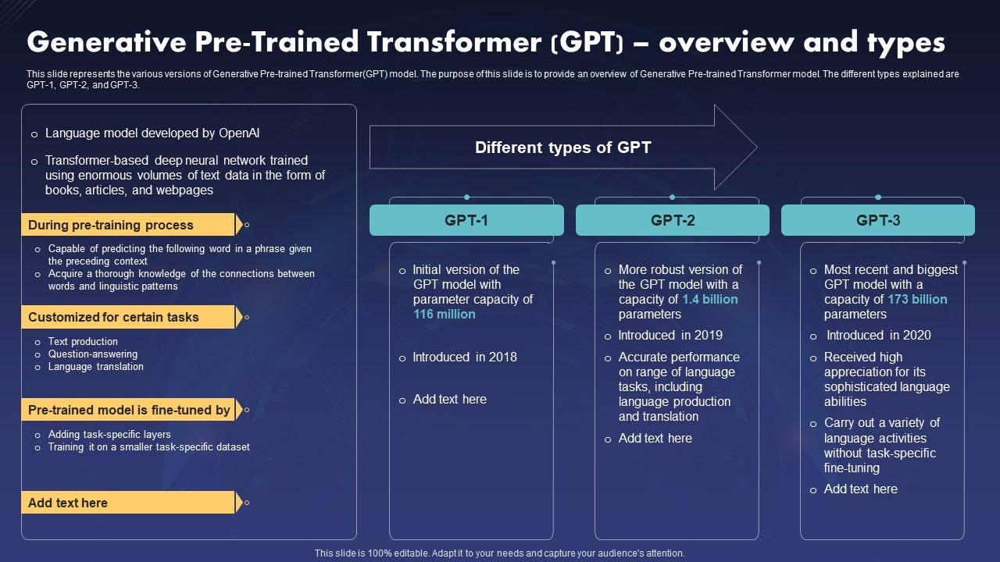 Generative Pre-Trained Transformer (GPT) – overview and types
This slide represents the various versions of Generative Pre-trained Transformer(GPT) model. The purpose of this slide is to provide an overview of Generative Pre-trained Transformer model. The different types explained are
GPT-1, GPT-2, and GPT-3.
o Language model developed by OpenAI
o Transformer-based deep neural network trained
using enormous volumes of text data in the form of
books, articles, and webpages
During pre-training process
o Capable of predicting the following word in a phrase given
the preceding context
o Acquire a thorough knowledge of the connections between
words and linguistic patterns
Customized for certain tasks
o Text production
o Question-answering
o Language translation
Pre-trained model is fine-tuned by
o Adding task-specific layers
o Training it on a smaller task-specific dataset
Add text here
Different types of GPT
GPT-1
o Initial version of the
GPT model with
parameter capacity of
116 million
o Introduced in 2018
o Add text here
GPT-2
o More robust version of
the GPT model with a
capacity of 1.4 billion
parameters
o Introduced in 2019
o Accurate performance
on range of language
tasks, including
language production
and translation
o Add text here
GPT-3
o Most recent and biggest
GPT model with a
capacity of 173 billion
parameters
o Introduced in 2020
o Received high
appreciation for its
sophisticated language
abilities
o Carry out a variety of
language activities
without task-specific
fine-tuning
o Add text here
This slide is 100% editable. Adapt it to your needs and capture your audience's attention.